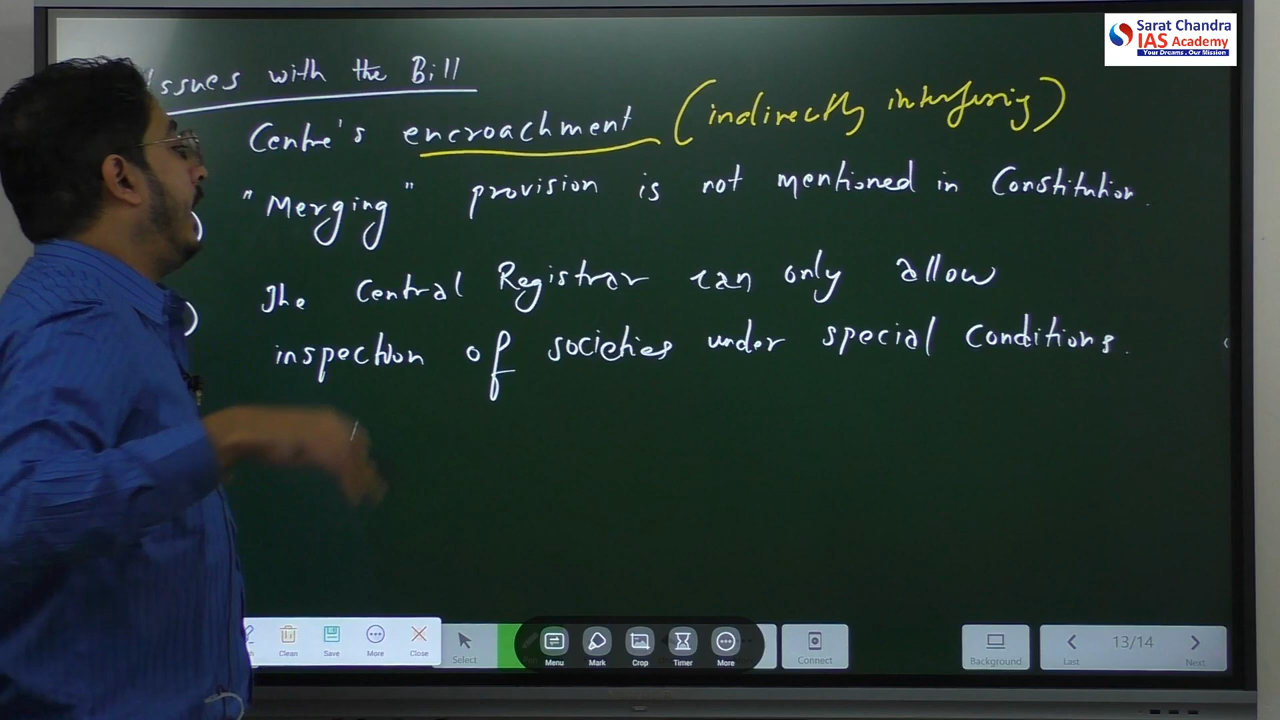 Sarat Chandra
IAS Academy
Your Dreams . Our Mission
Issues with the Bill
Centre's encroachment (indirectly interfering)
"Merging" provision is not mentioned in Constitution.
The Central Registrar can only allow
inspection of societies under special Conditions.
Clean
Save
More
Close
Select
Menu
Mark
Crop
Timer
More
Connect
Background
Last
13/14
Next